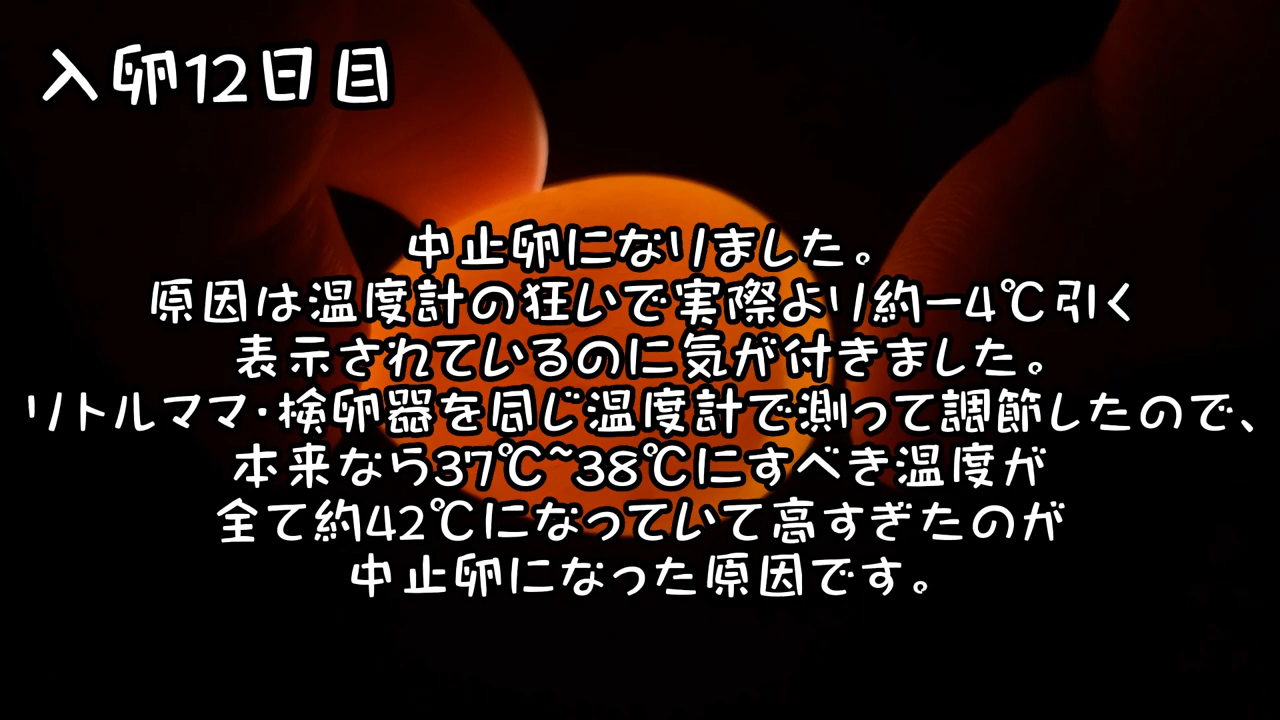 入卵12日目
中止卵になりました。
原因は温度計の狂いで実際より約ー4℃引く
表示されているのに気が付きました。
リトルママ・検卵器を同じ温度計で測って調節したので、
本来なら37℃~38℃にすべき温度が
全て約42℃になっていて高すぎたのが
中止卵になった原因です。